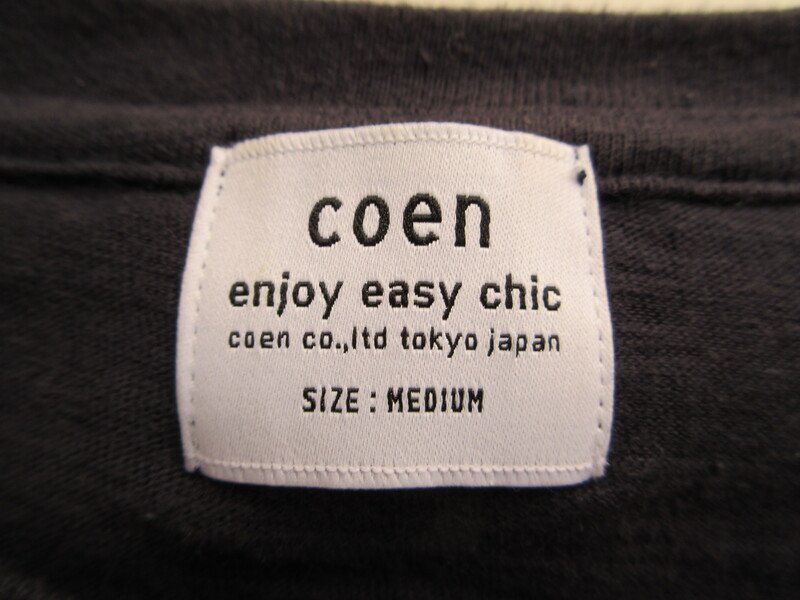 coen
enjoy easy chic
coen co.,ltd tokyo japan
SIZE : MEDIUM